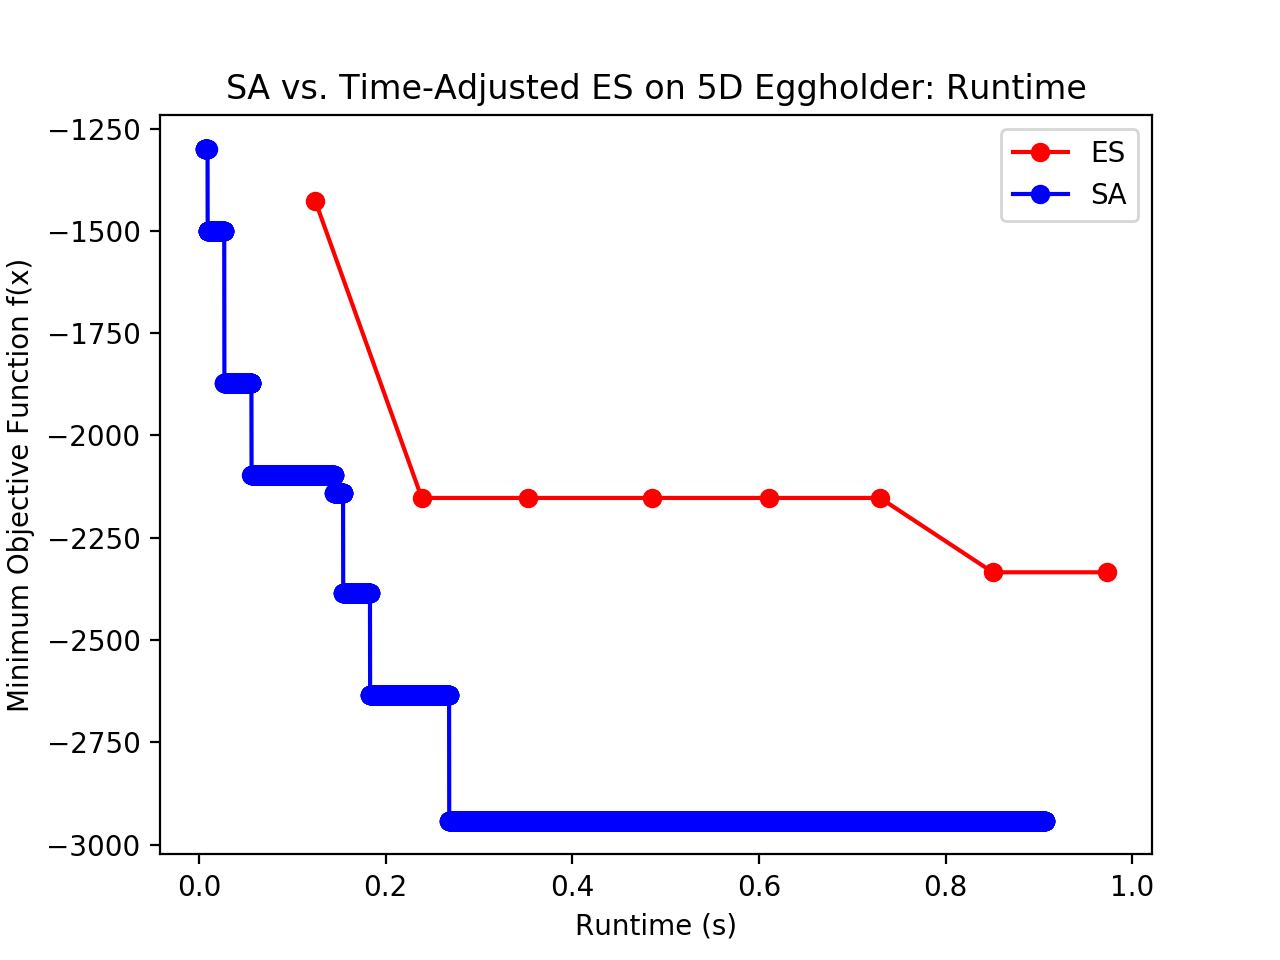 SA vs. Time-Adjusted ES on 5D Eggholder: Runtime
ES
SA
Minimum Objective Function f(x)
−1250
−1500
−1750
−2000
−2250
−2500
−2750
−3000
0.0 0.2 0.4 0.6 0.8 1.0
Runtime (s)